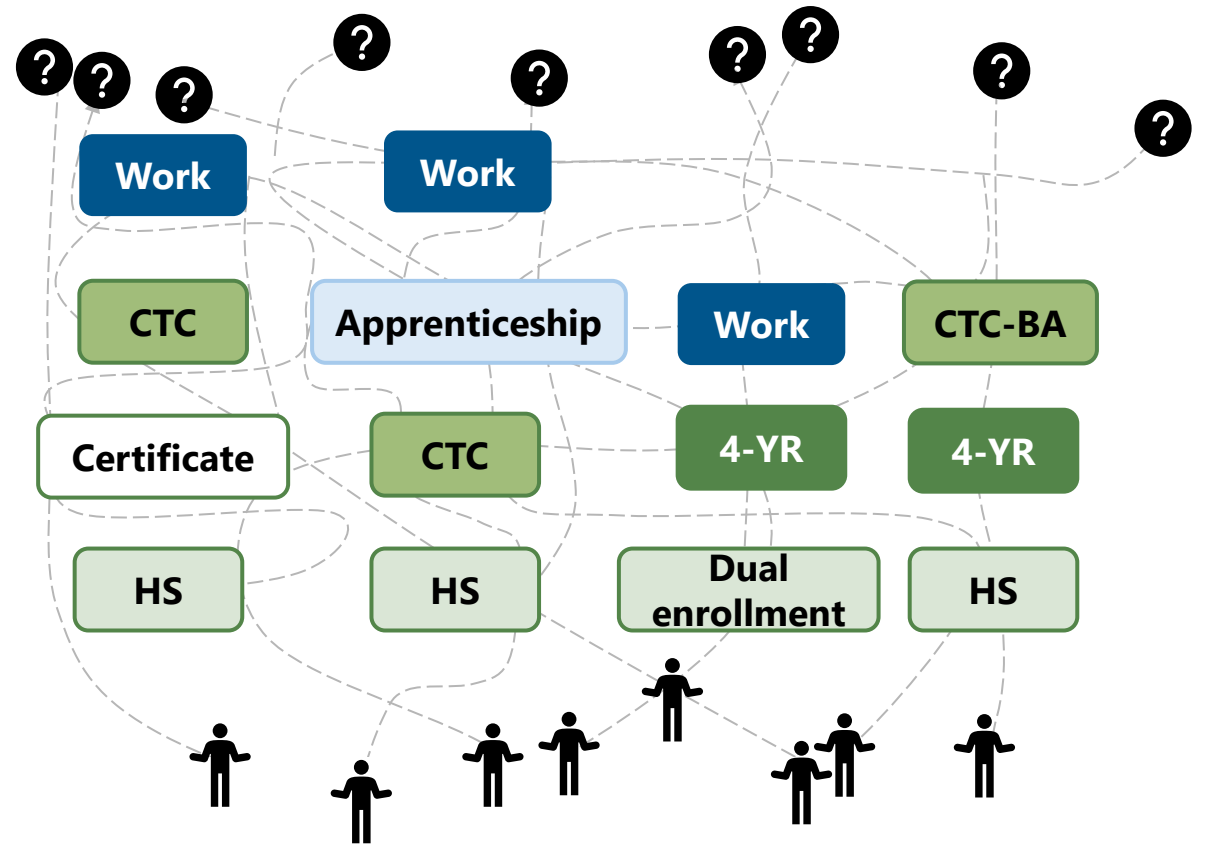 ?
?
?
?
?
?
?
?
?
Work
Work
CTC
Apprenticeship
Work
CTC-BA
Certificate
CTC
4-YR
4-YR
HS
HS
Dual
enrollment
HS